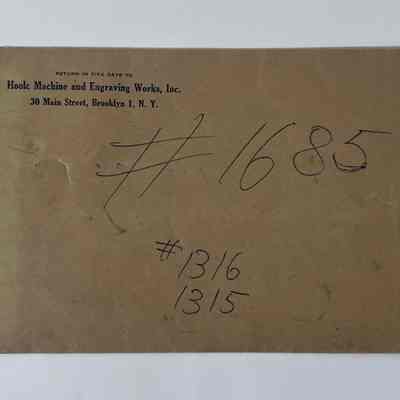 RETURN IN FIVE DAYS TO
Hoole Machine and Engraving Works, Inc.
30 Main Street, Brooklyn 1, N. Y.
# 1685
#1316
1315